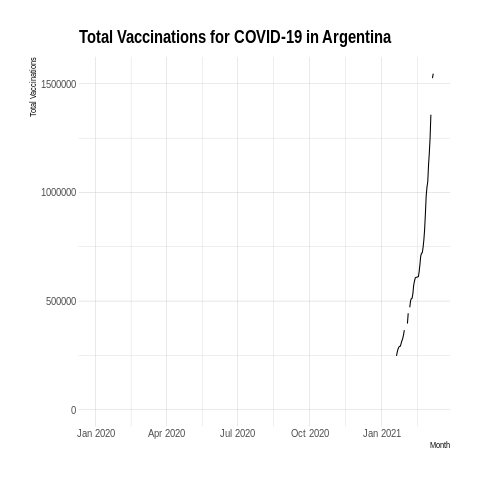 Total Vaccinations for COVID-19 in Argentina
Total Vaccinations
1500000
1000000
500000
0
Jan 2020 Apr 2020 Jul 2020 Oct 2020 Jan 2021
Month